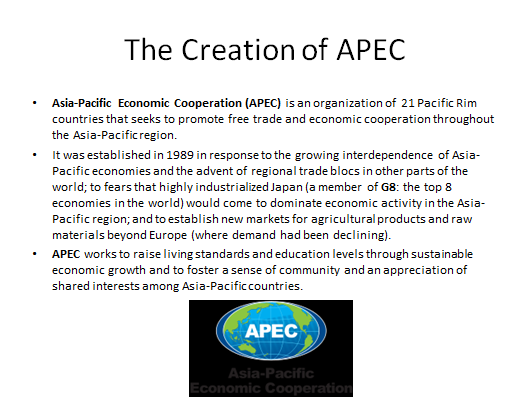 The Creation of APEC
• Asia-Pacific Economic Cooperation (APEC) is an organization of 21 Pacific Rim
countries that seeks to promote free trade and economic cooperation throughout
the Asia-Pacific region.
• It was established in 1989 in response to the growing interdependence of Asia-
Pacific economies and the advent of regional trade blocs in other parts of the
world; to fears that highly industrialized Japan (a member of G8: the top 8
economies in the world) would come to dominate economic activity in the Asia-
Pacific region; and to establish new markets for agricultural products and raw
materials beyond Europe (where demand had been declining).
• APEC works to raise living standards and education levels through sustainable
economic growth and to foster a sense of community and an appreciation of
shared interests among Asia-Pacific countries.
APEC
Asia-Pacific
Economic Cooperation